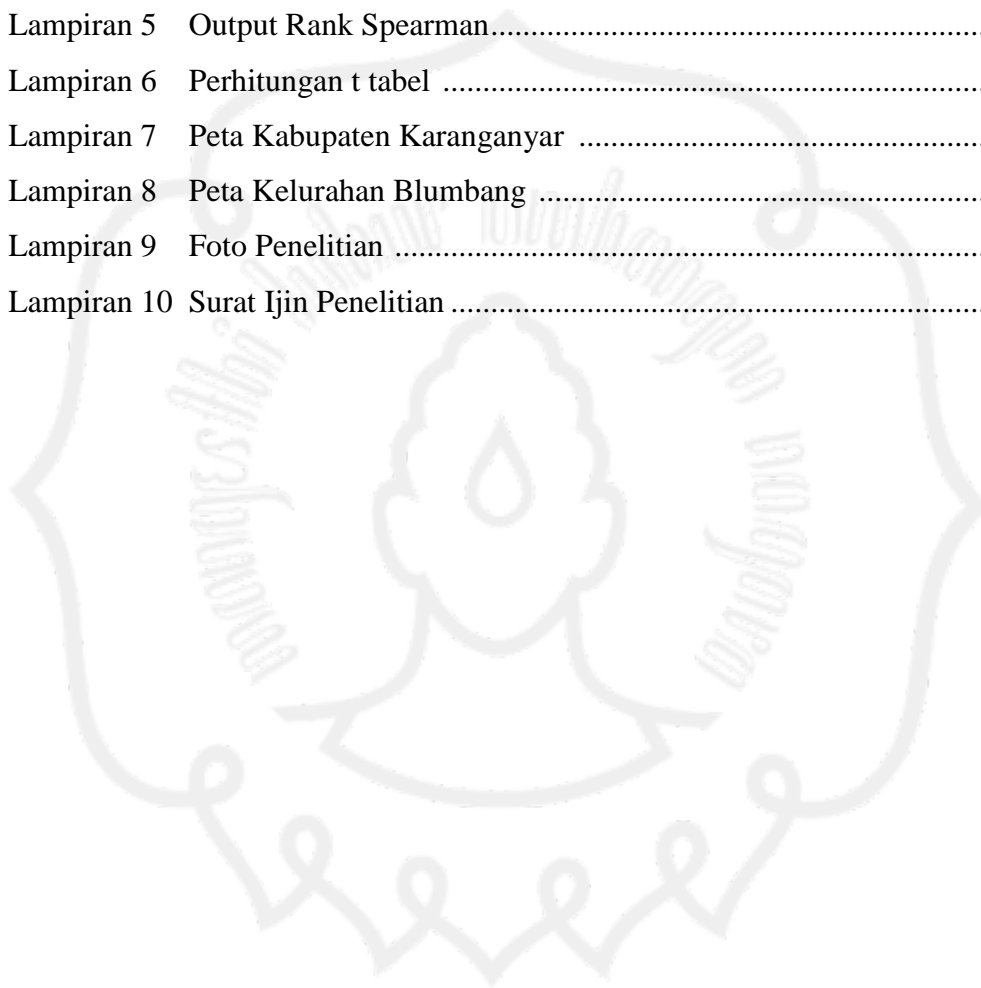 Lampiran 5 Output Rank Spearman..............................................................
Lampiran 6 Perhitungan t tabel ....................................................................
Lampiran 7 Peta Kabupaten Karanganyar ...................................................
Lampiran 8 Peta Kelurahan Blumbang ........................................................
Lampiran 9 Foto Penelitian ..........................................................................
Lampiran 10 Surat Ijin Penelitian ...................................................................